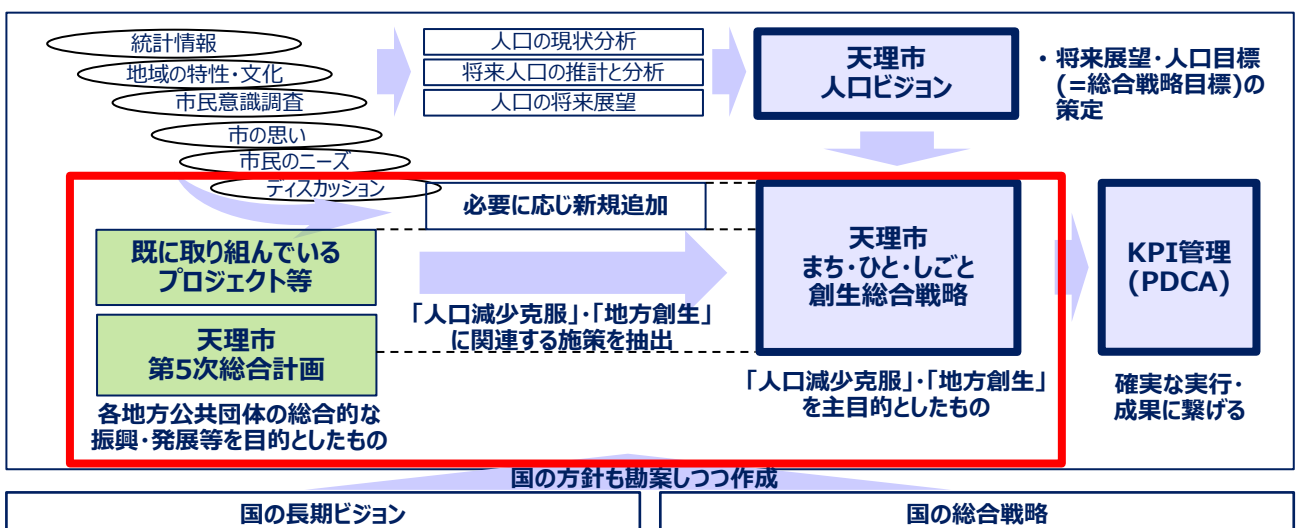 統計情報
地域の特性・文化
市民意識調査
市の思い
市民のニーズ
ディスカッション
人口の現状分析
将来人口の推計と分析
人口の将来展望
天理市
人口ビジョン
・将来展望・人口目標
(=総合戦略目標)の
策定
必要に応じ新規追加
既に取り組んでいる
プロジェクト等
天理市
第5次総合計画
各地方公共団体の総合的な
振興・発展等を目的としたもの
「人口減少克服」・「地方創生」
に関連する施策を抽出
天理市
まち・ひと・しごと
創生総合戦略
「人口減少克服」・「地方創生」
を主目的としたもの
KPI管理
(PDCA)
確実な実行・
成果に繋げる
国の方針も勘案しつつ作成
国の長期ビジョン
国の総合戦略